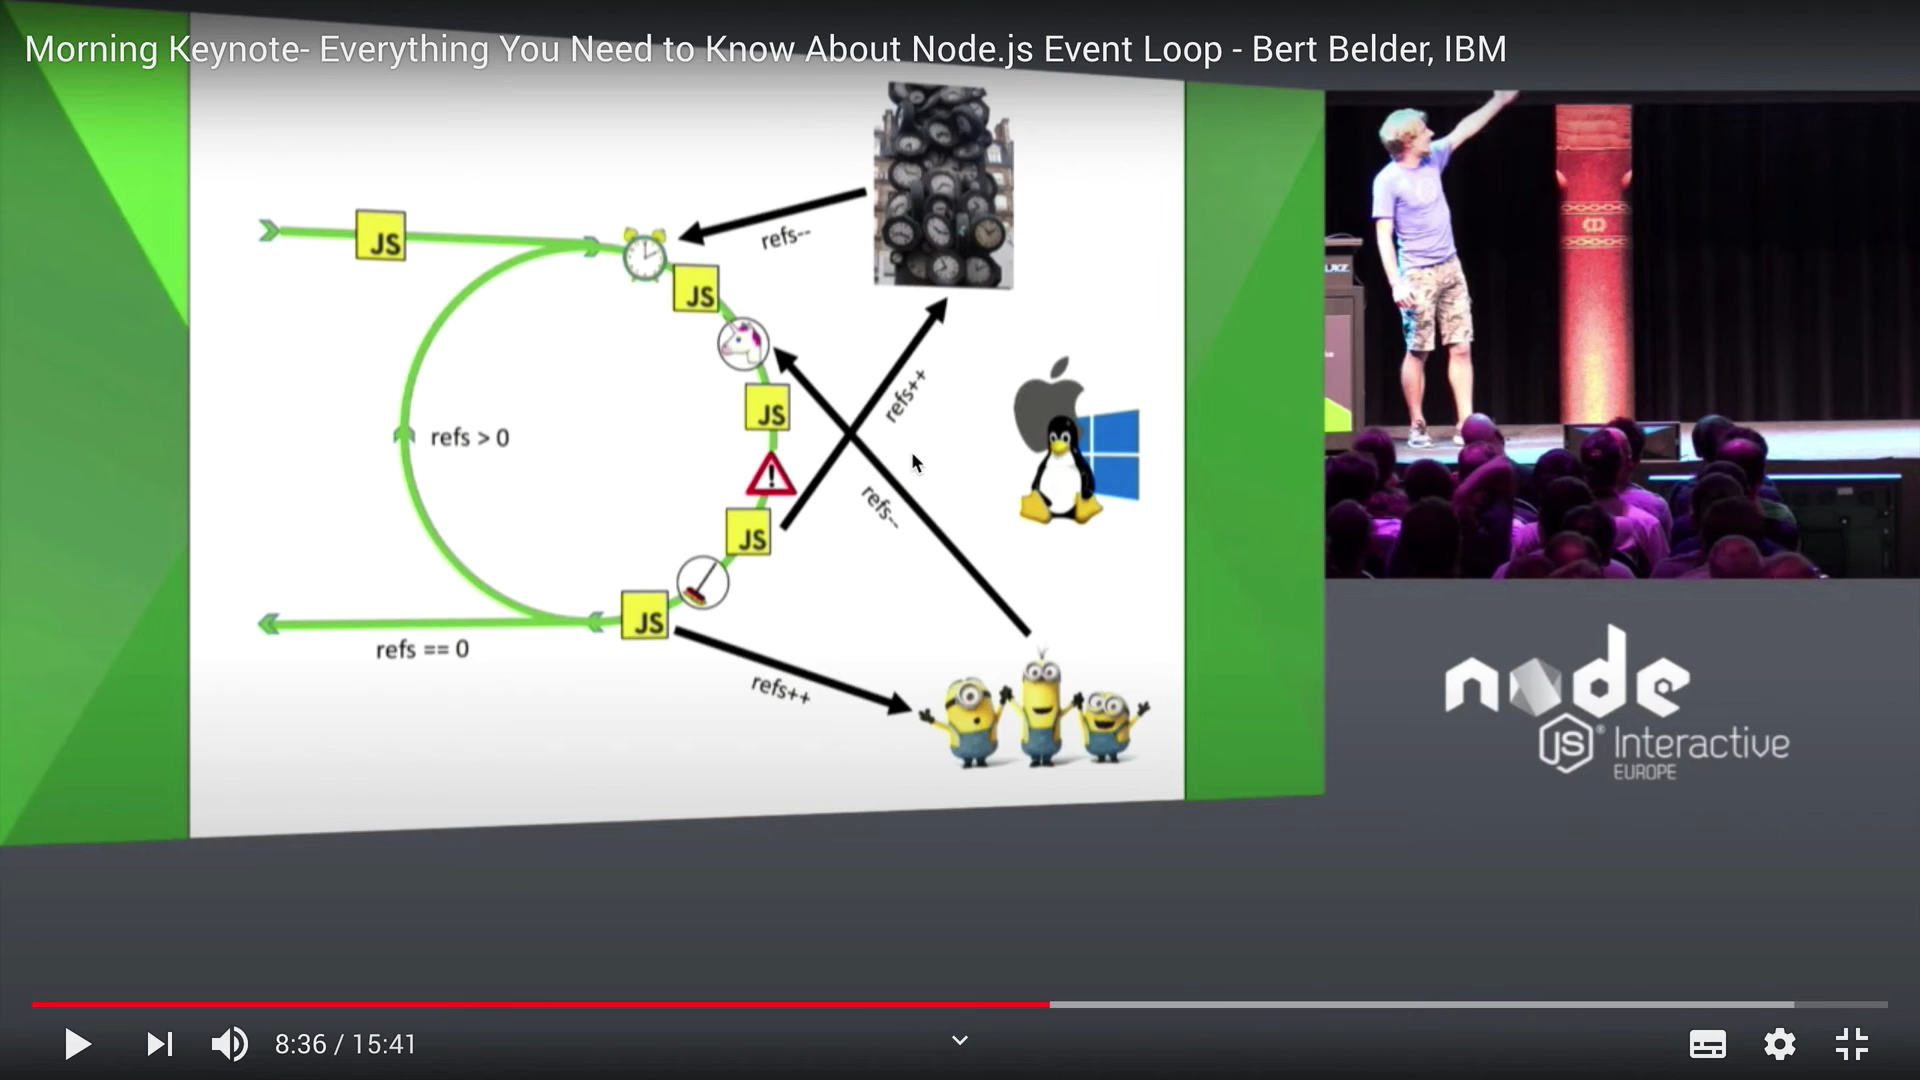 Morning Keynote- Everything You Need to Know About Node.js Event Loop - Bert Belder, IBM
JS
refs--
JS
refs++
JS
refs > 0
refs--
JS
JS
refs == 0
refs++
node
JS
® Interactive
EUROPE
8:36 / 15:41